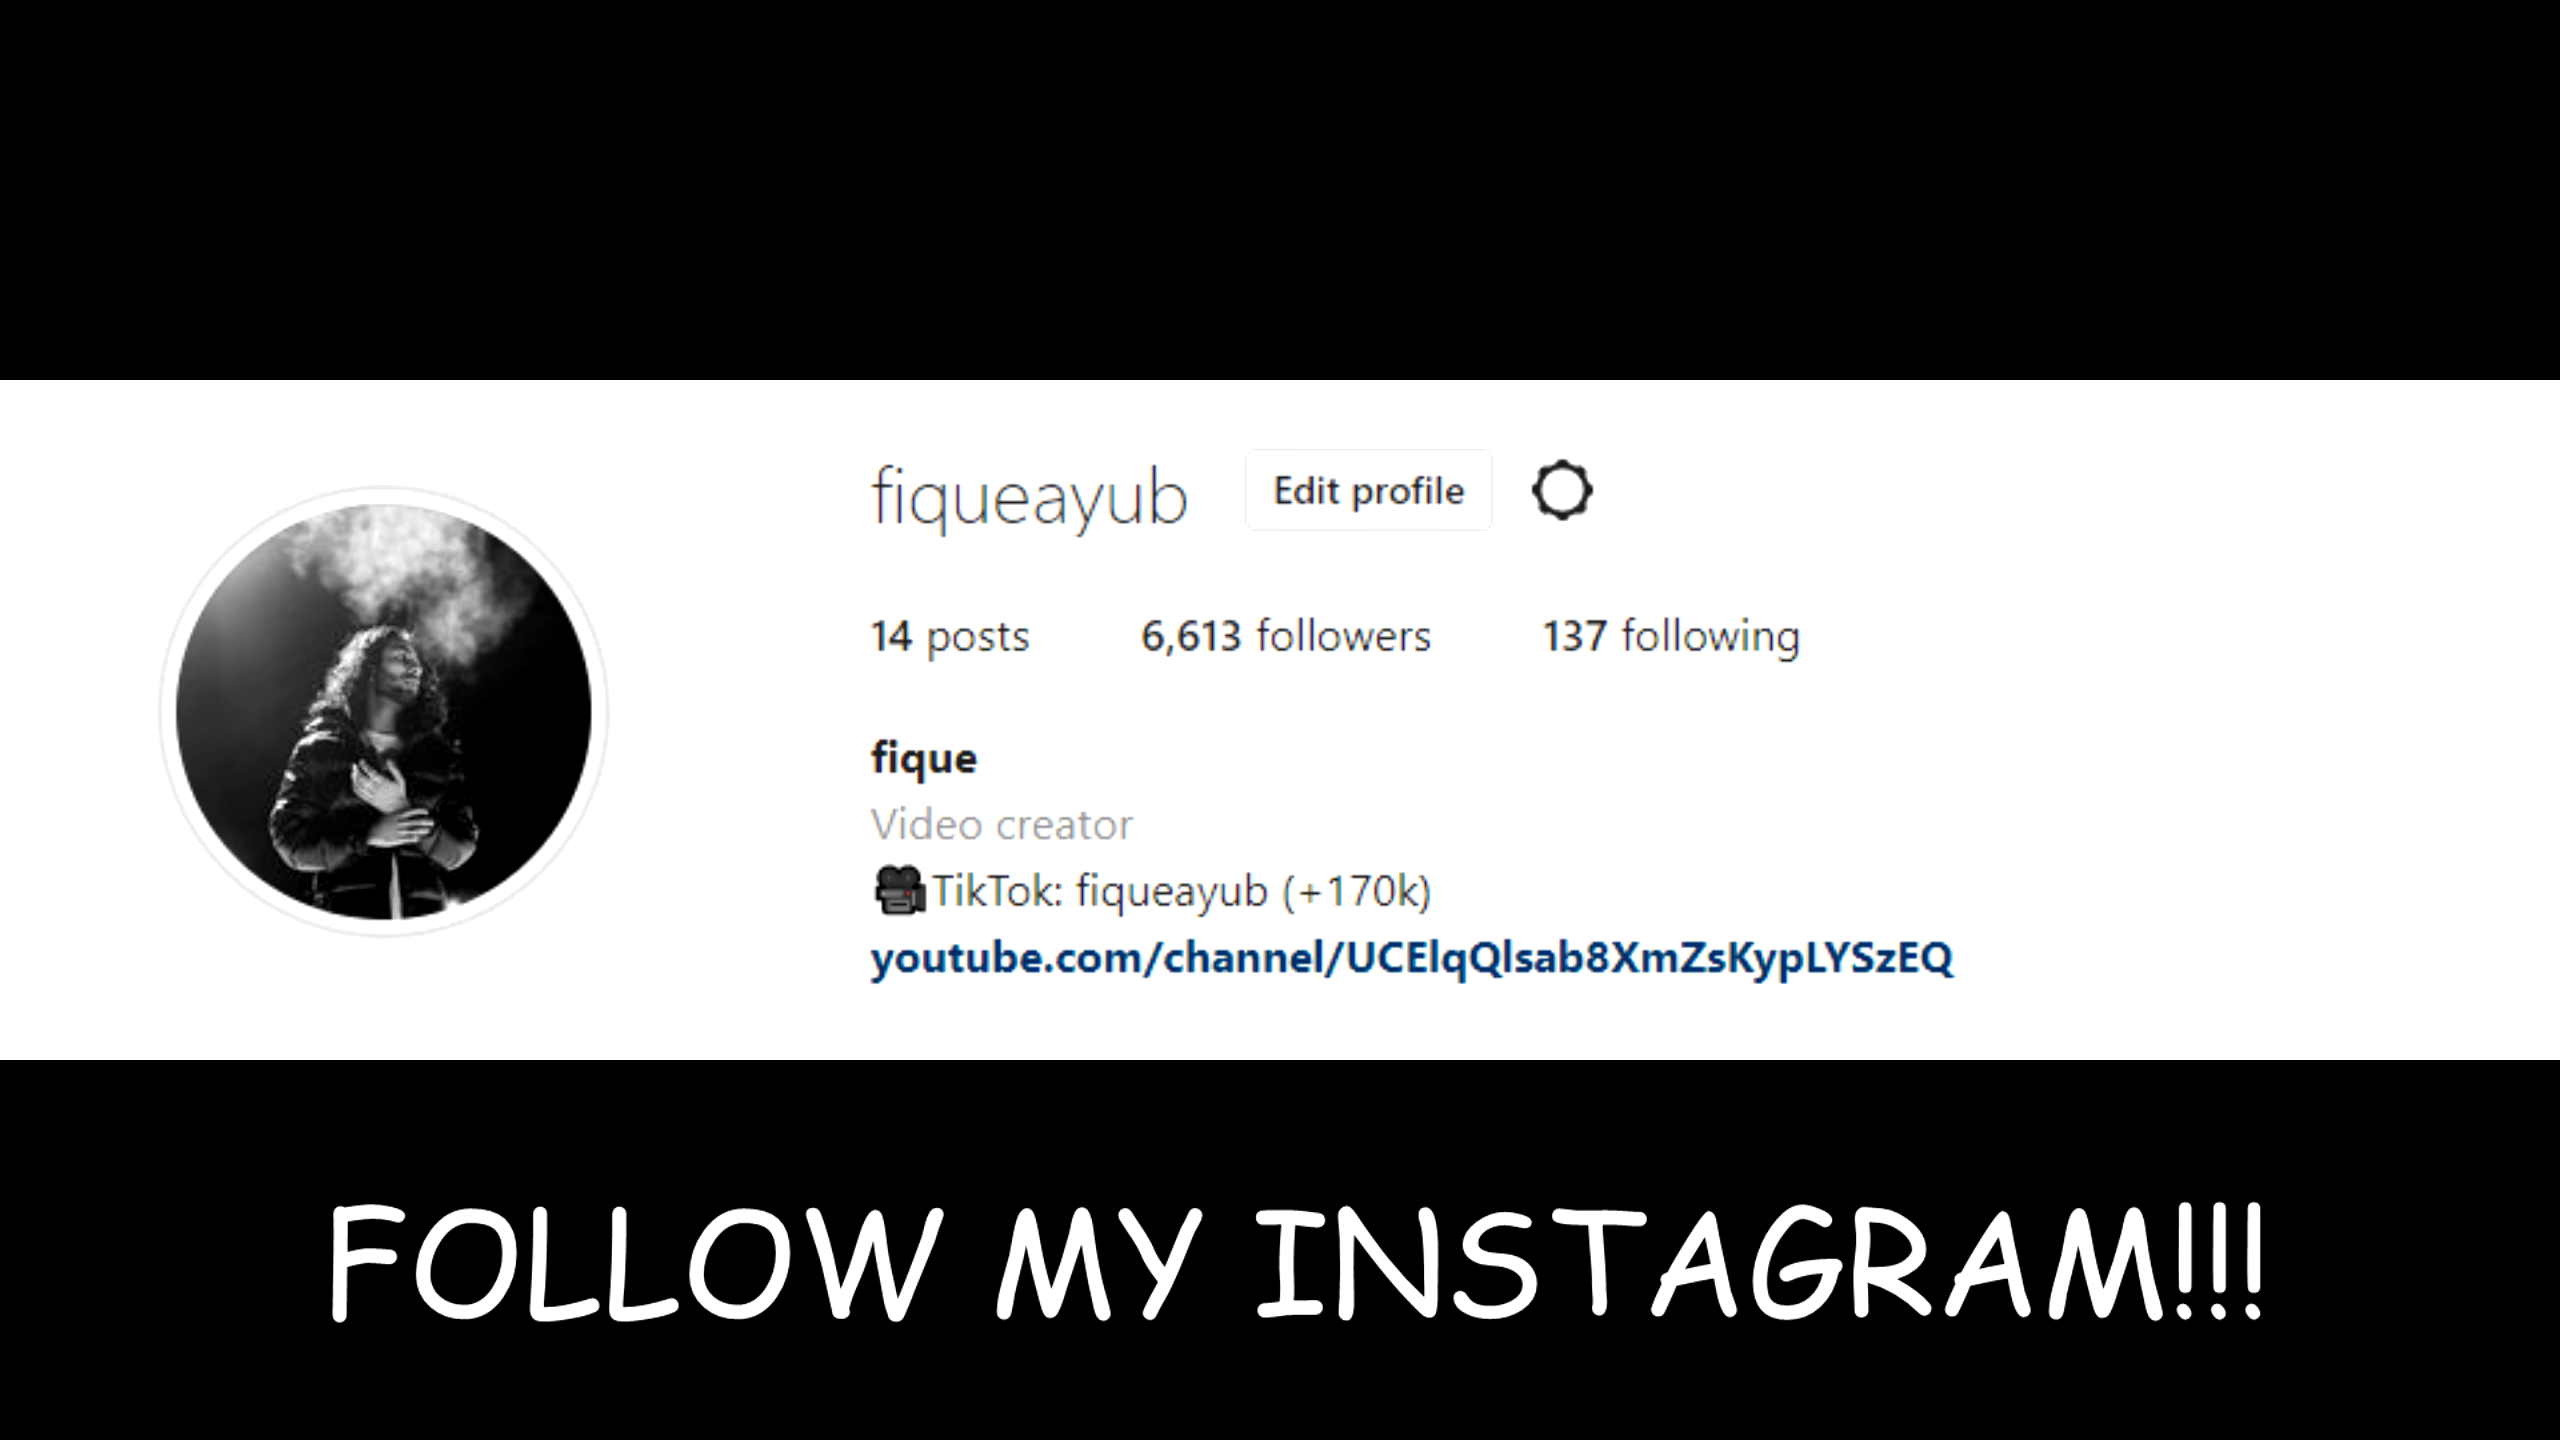 fiqueayub Edit profile
14 posts 6,613 followers 137 following
fique
Video creator
🎥TikTok: fiqueayub (+170k)
youtube.com/channel/UCElqQlsab8XmZsKypLYSzEQ
FOLLOW MY INSTAGRAM!!!